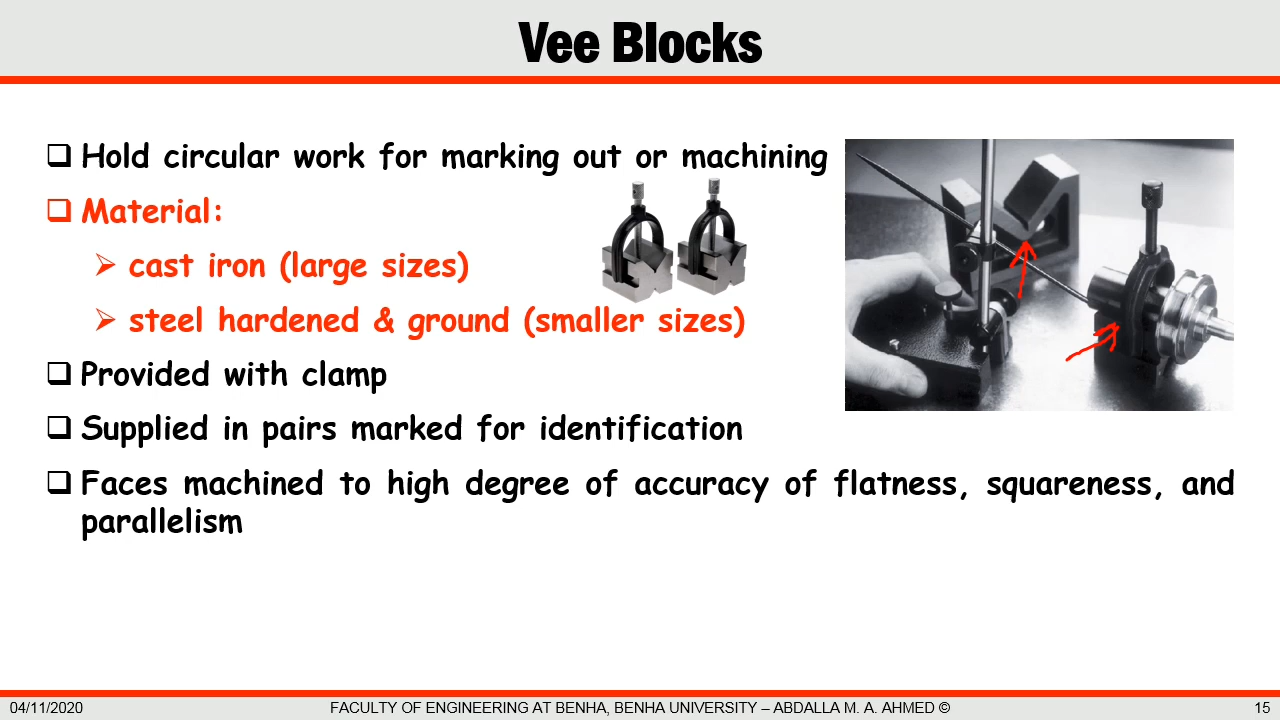 Vee Blocks
Hold circular work for marking out or machining
Material:
cast iron (large sizes)
steel hardened & ground (smaller sizes)
Provided with clamp
Supplied in pairs marked for identification
Faces machined to high degree of accuracy of flatness, squareness, and
parallelism
04/11/2020
FACULTY OF ENGINEERING AT BENHA, BENHA UNIVERSITY – ABDALLA M. A. AHMED ©
15